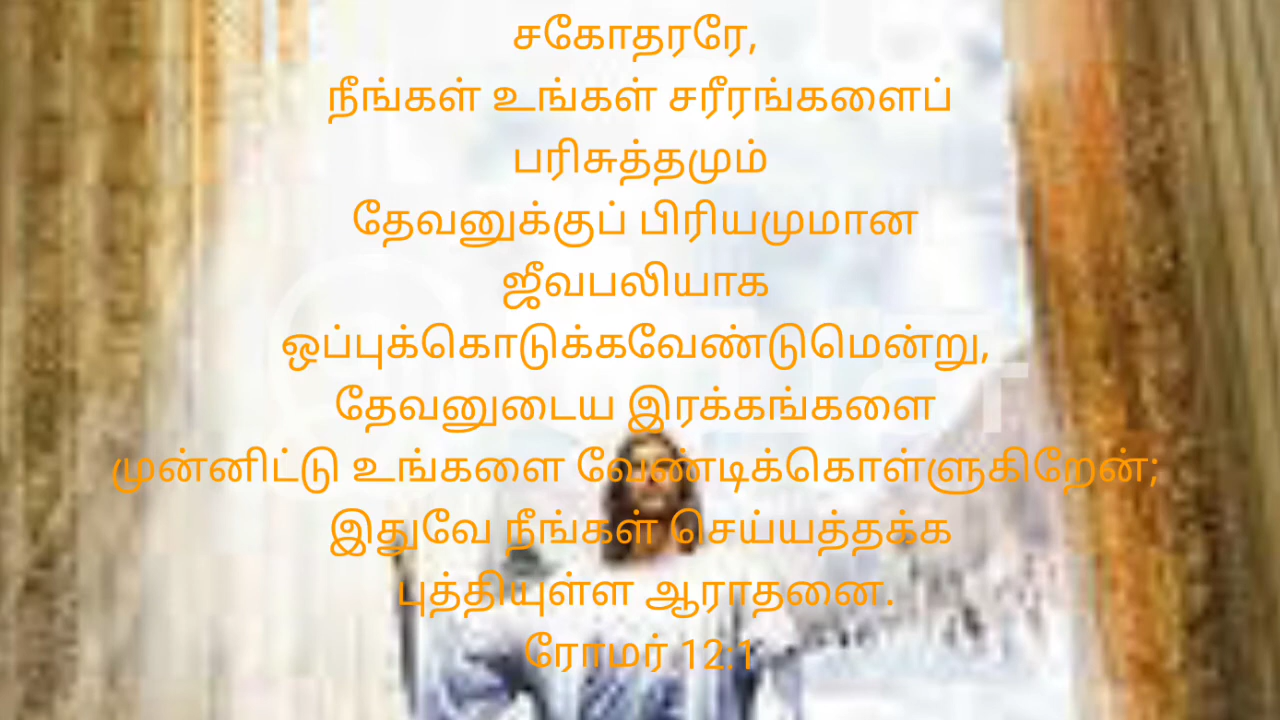 சகோதரரே,
நீங்கள் உங்கள் சரீரங்களைப்
பரிசுத்தமும்
தேவனுக்குப் பிரியமுமான
ஜீவபலியாக
ஒப்புக்கொடுக்கவேண்டுமென்று,
தேவனுடைய இரக்கங்களை
முன்னிட்டு உங்களை வேண்டிக்கொள்ளுகிறேன்;
இதுவே நீங்கள் செய்யத்தக்க
புத்தியுள்ள ஆராதனை.
ரோமர் 12:1